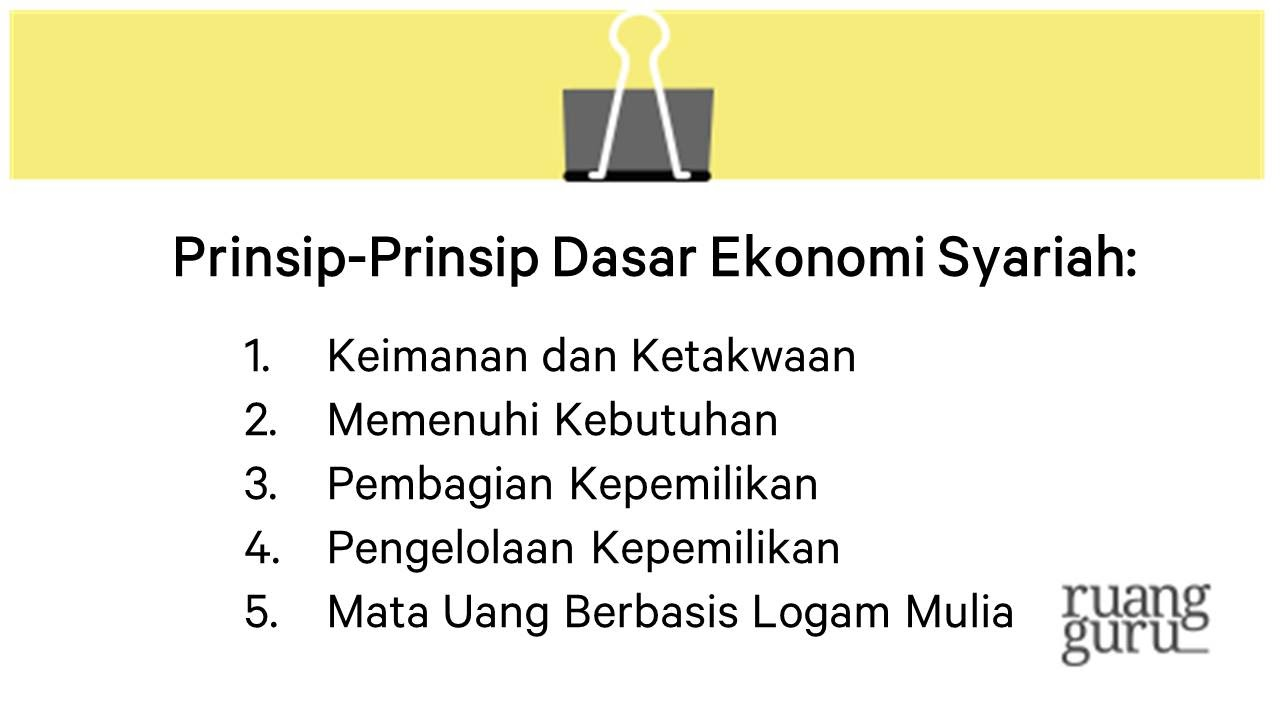 Prinsip-Prinsip Dasar Ekonomi Syariah:
1. Keimanan dan Ketakwaan
2. Memenuhi Kebutuhan
3. Pembagian Kepemilikan
4. Pengelolaan Kepemilikan
5. Mata Uang Berbasis Logam Mulia
ruang
guru